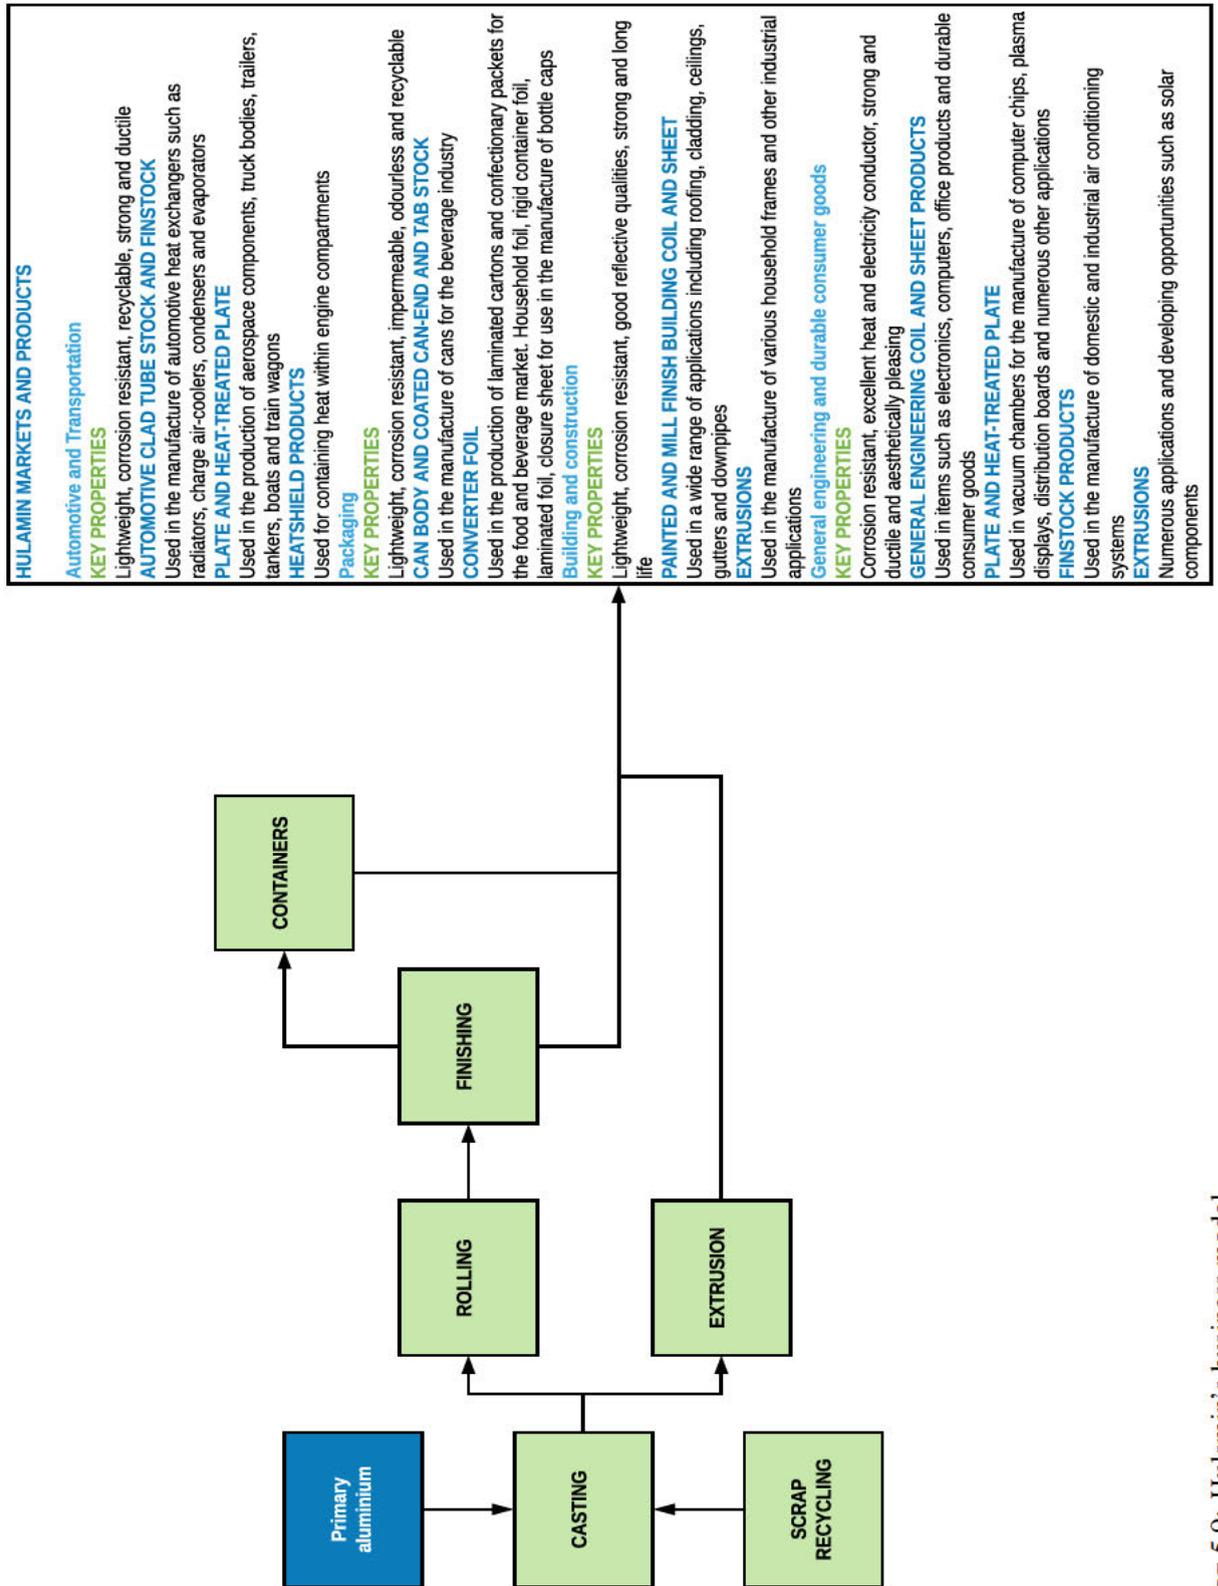 Primary
aluminium
CASTING
SCRAP
RECYCLING
ROLLING
EXTRUSION
FINISHING
CONTAINERS
HULAMIN MARKETS AND PRODUCTS
Automotive and Transportation
KEY PROPERTIES
Lightweight, corrosion resistant, recyclable, strong and ductile
AUTOMOTIVE CLAD TUBE STOCK AND FINSTOCK
Used in the manufacture of automotive heat exchangers such as
radiators, charge air-coolers, condensers and evaporators
PLATE AND HEAT-TREATED PLATE
Used in the production of aerospace components, truck bodies, trailers,
tankers, boats and train wagons
HEATSHIELD PRODUCTS
Used for containing heat within engine compartments
Packaging
KEY PROPERTIES
Lightweight, corrosion resistant, impermeable, odourless and recyclable
CAN BODY AND COATED CAN-END AND TAB STOCK
Used in the manufacture of cans for the beverage industry
CONVERTER FOIL
Used in the production of laminated cartons and confectionary packets for
the food and beverage market. Household foil, rigid container foil,
laminated foil, closure sheet for use in the manufacture of bottle caps
Building and construction
KEY PROPERTIES
Lightweight, corrosion resistant, good reflective qualities, strong and long
life
PAINTED AND MILL FINISH BUILDING COIL AND SHEET
Used in a wide range of applications including roofing, cladding, ceilings,
gutters and downpipes
EXTRUSIONS
Used in the manufacture of various household frames and other industrial
applications
General engineering and durable consumer goods
KEY PROPERTIES
Corrosion resistant, excellent heat and electricity conductor, strong and
ductile and aesthetically pleasing
GENERAL ENGINEERING COIL AND SHEET PRODUCTS
Used in items such as electronics, computers, office products and durable
consumer goods
PLATE AND HEAT-TREATED PLATE
Used in vacuum chambers for the manufacture of computer chips, plasma
displays, distribution boards and numerous other applications
FINSTOCK PRODUCTS
Used in the manufacture of domestic and industrial air conditioning
systems
EXTRUSIONS
Numerous applications and developing opportunities such as solar
components